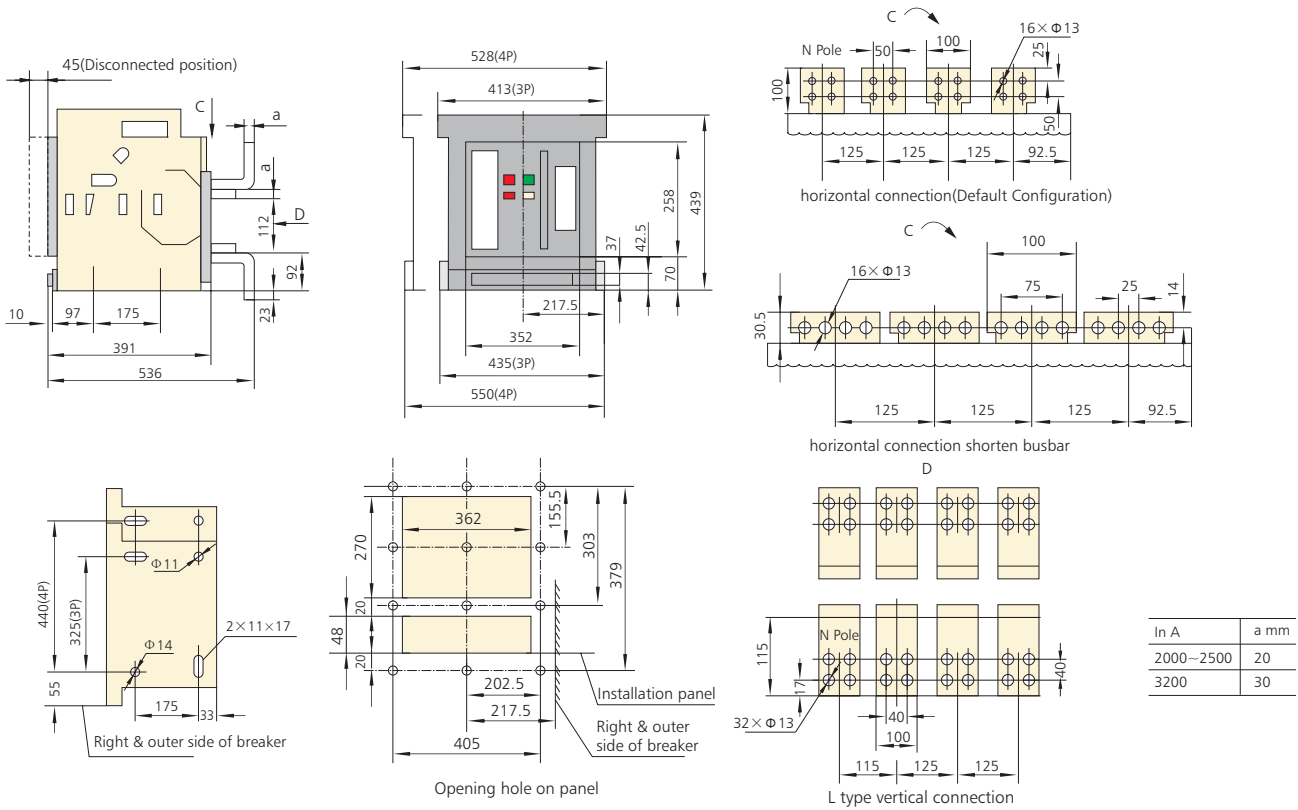 45(Disconnected position)
C
a
a
112
D
92
23
10
97
175
391
536
528(4P)
413(3P)
258
439
37
42.5
70
217.5
352
435(3P)
550(4P)
C
16×Φ13
N Pole
50
100
25
100
50
125
125
125
92.5
horizontal connection(Default Configuration)
C
100
16×Φ13
75
25
14
30.5
125
125
125
92.5
horizontal connection shorten busbar
D
440(4P)
325(3P)
Φ11
Φ14
2×11×17
55
175
33
Right & outer side of breaker
362
155.5
270
303
379
20
48
20
202.5
Installation panel
217.5
Right & outer
side of breaker
405
Opening hole on panel
N Pole
115
17
40
32×Φ13
40
100
115
125
125
L type vertical connection
In A a mm
2000~2500 20
3200 30